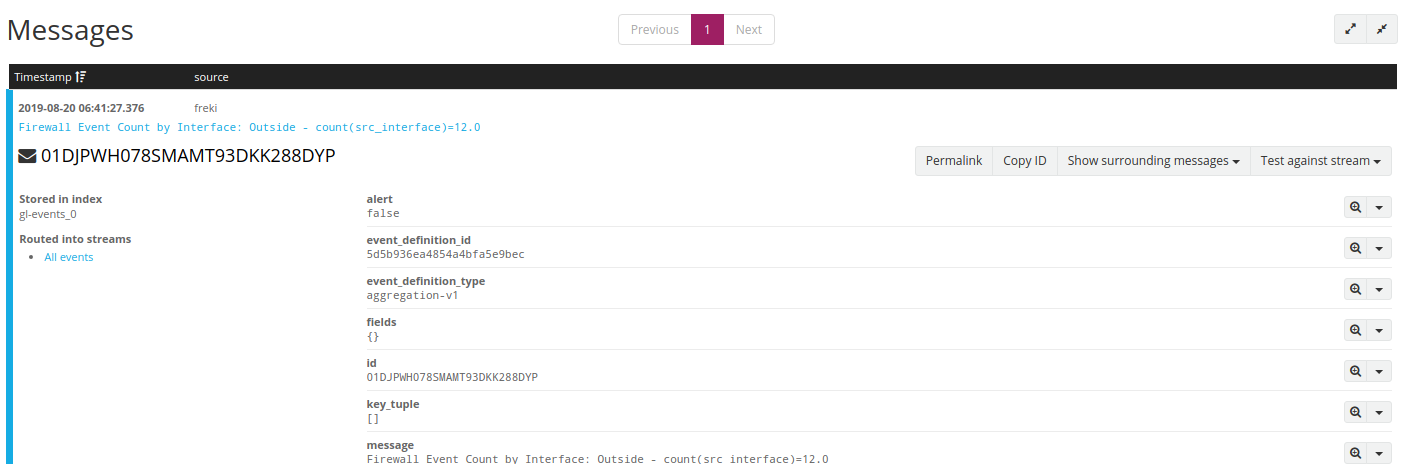 Messages
Previous 1 Next
Timestamp source
2019-08-20 06:41:27.376 freki
Firewall Event Count by Interface: Outside - count(src_interface)=12.0
01DJPWH078SMAMT93DKK288DYP
Permalink Copy ID Show surrounding messages Test against stream
Stored in index
gl-events_0
Routed into streams
• All events
alert
false
event_definition_id
5d5b936ea4854a4bfa5e9bec
event_definition_type
aggregation-v1
fields
{}
id
01DJPWH078SMAMT93DKK288DYP
key_tuple
[]
message
Firewall Event Count by Interface: Outside - count(src_interface)=12.0